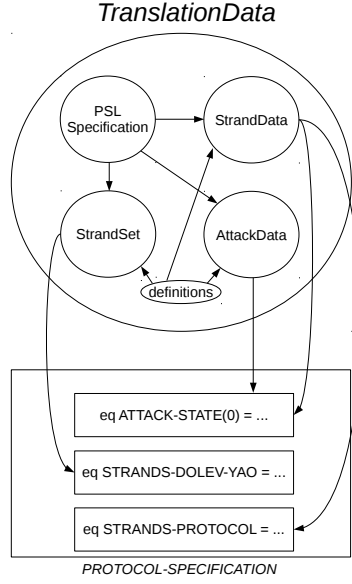 TranslationData
PSL
Specification
StrandData
StrandSet
AttackData
definitions
eq ATTACK-STATE(0) = ...
eq STRANDS-DOLEV-YAO = ...
eq STRANDS-PROTOCOL = ...
PROTOCOL-SPECIFICATION